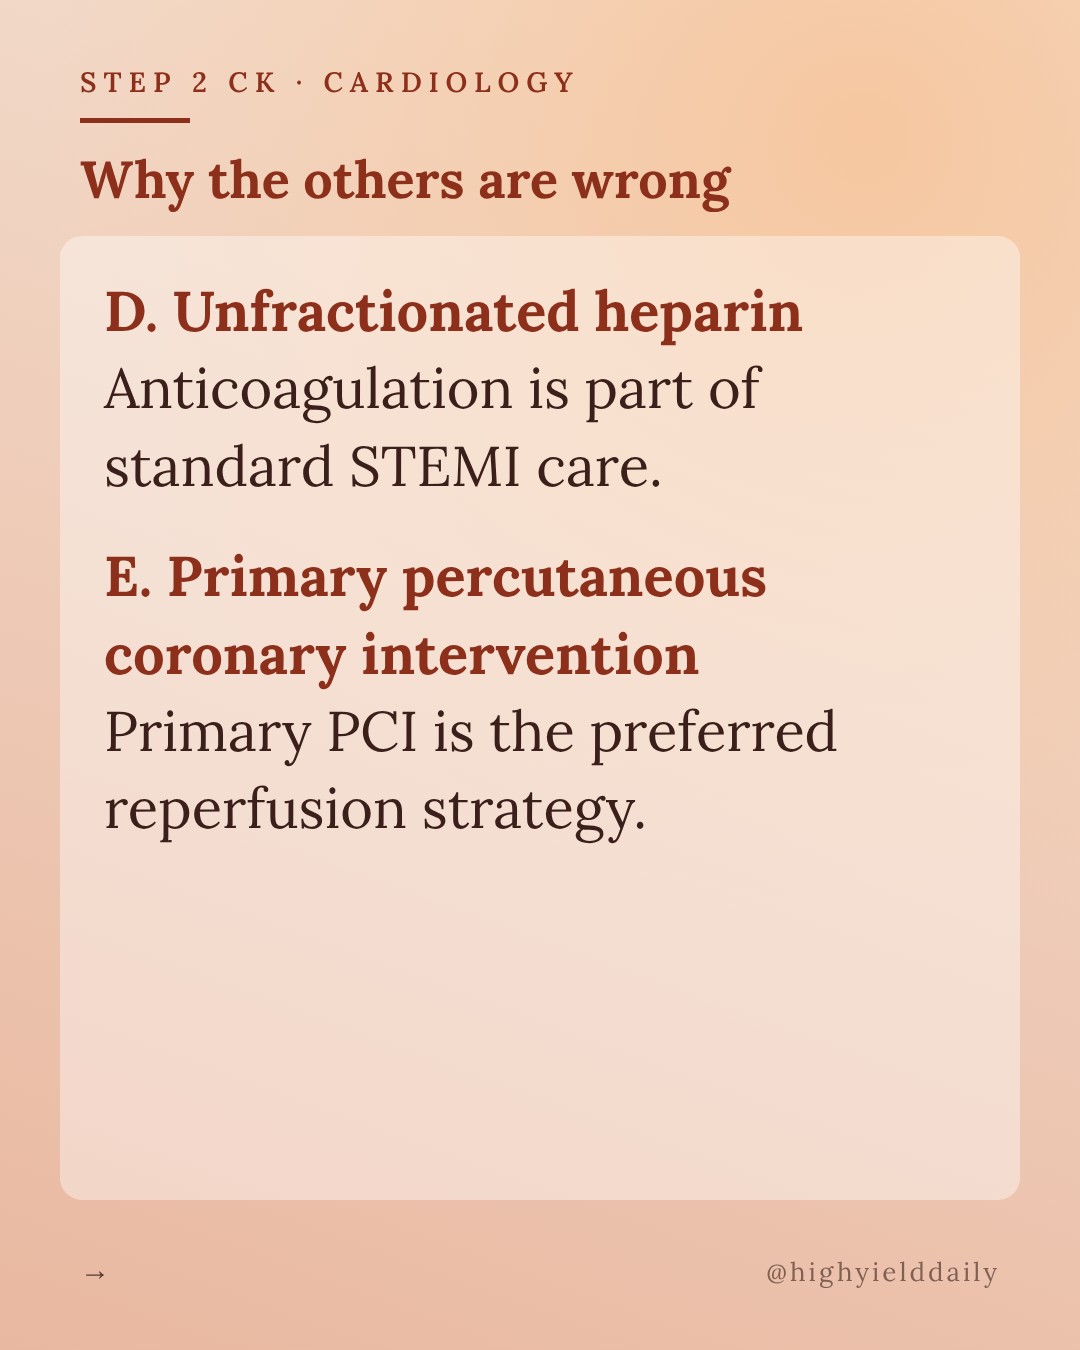 STEP 2 CK · CARDIOLOGY
Why the others are wrong
D. Unfractionated heparin
Anticoagulation is part of
standard STEMI care.
E. Primary percutaneous
coronary intervention
Primary PCI is the preferred
reperfusion strategy.
→
@highyielddaily